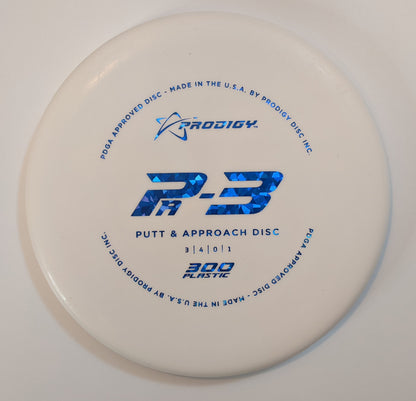 PDGA APPROVED DISC - MADE IN THE U.S.A. BY PRODIGY DISC INC.
PRODIGY
PA-3
PUTT & APPROACH DISC
3 | 4 | 0 | 1
300
PLASTIC
PDGA APPROVED DISC - MADE IN THE U.S.A. BY PRODIGY DISC INC.